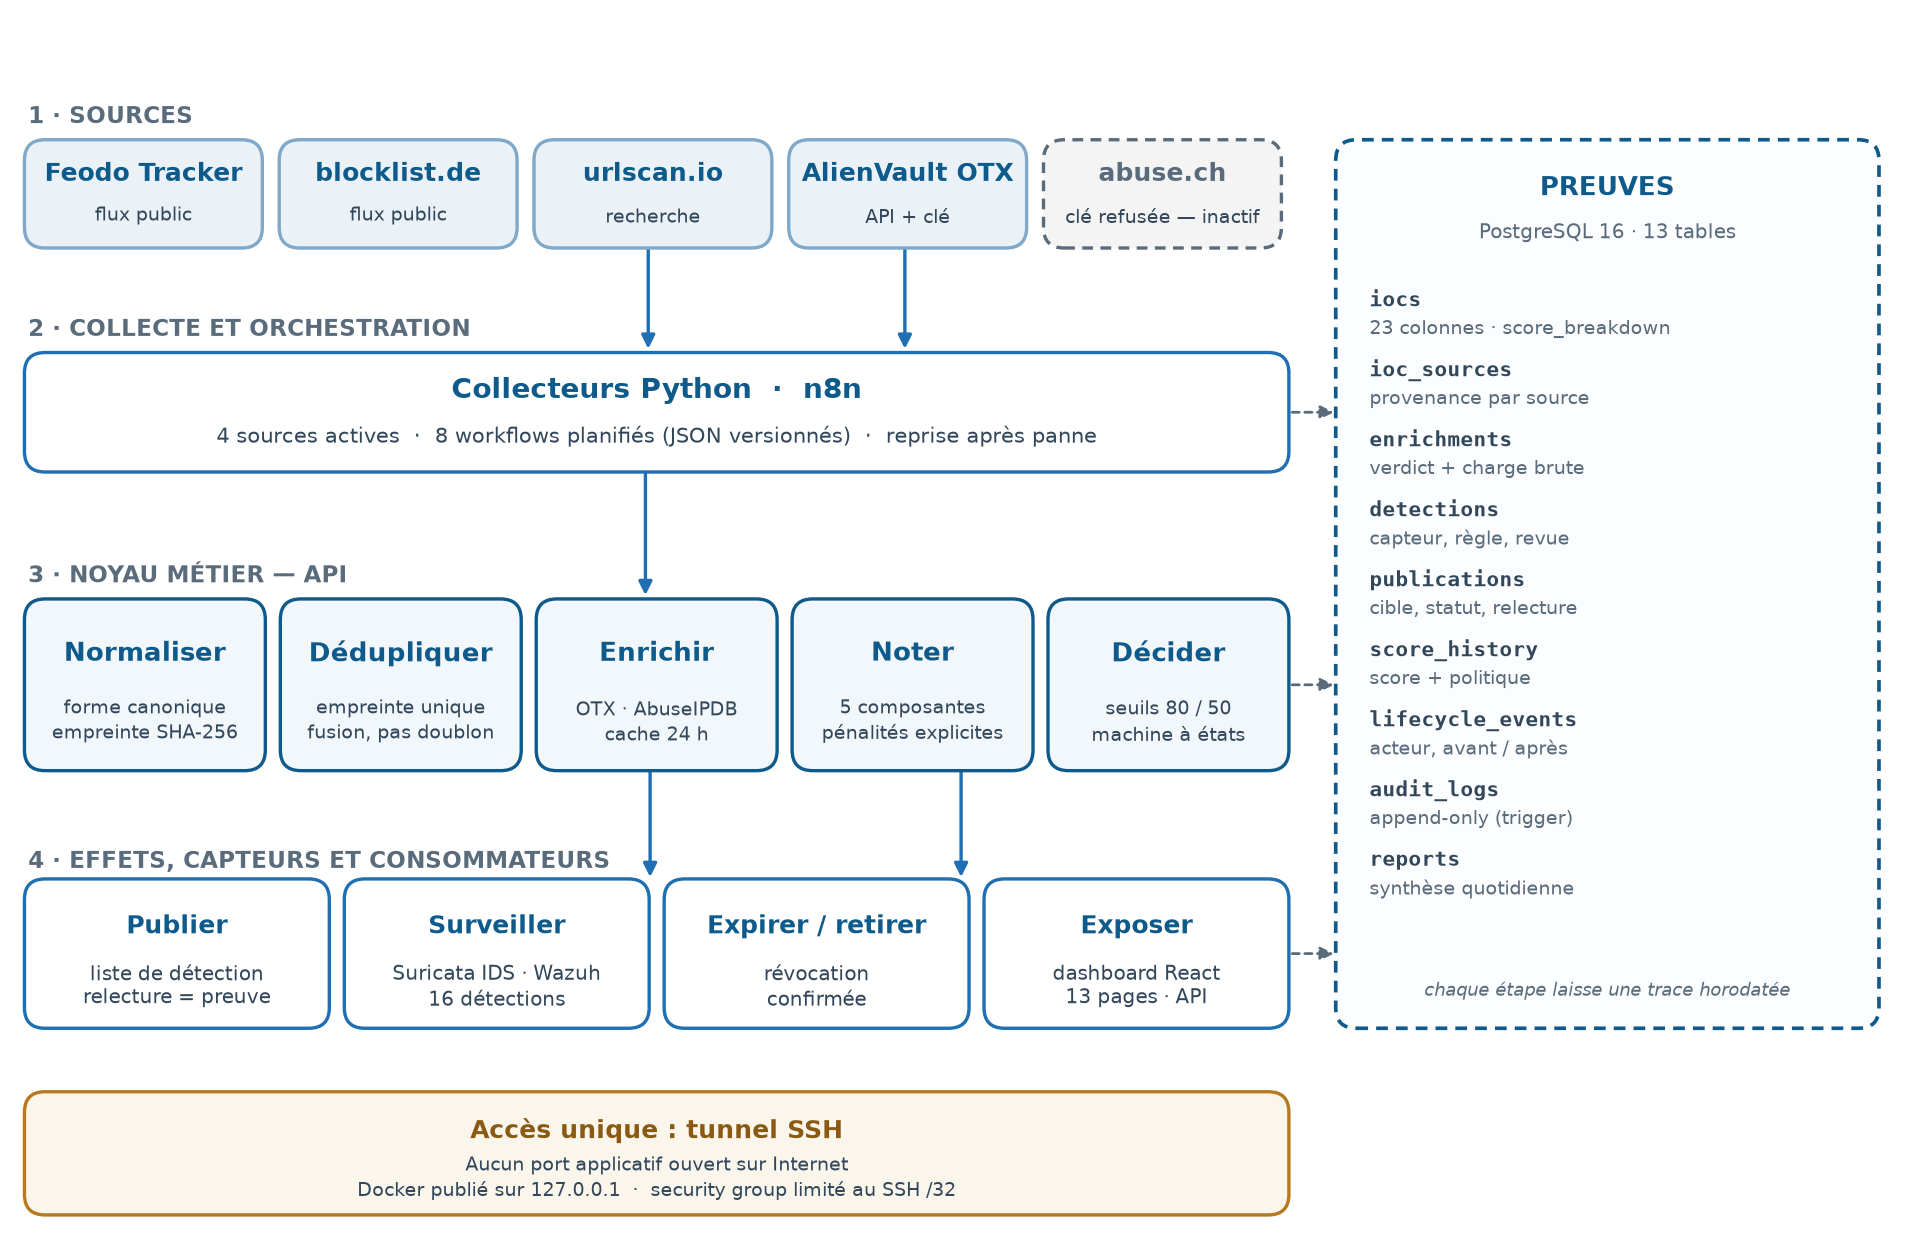 1 · SOURCES
Feodo Tracker
flux public
blocklist.de
flux public
urlscan.io
recherche
AlienVault OTX
API + clé
abuse.ch
clé refusée — inactif
2 · COLLECTE ET ORCHESTRATION
Collecteurs Python · n8n
4 sources actives · 8 workflows planifiés (JSON versionnés) · reprise après panne
3 · NOYAU MÉTIER — API
Normaliser
forme canonique
empreinte SHA-256
Dédupliquer
empreinte unique
fusion, pas doublon
Enrichir
OTX · AbuseIPDB
cache 24 h
Noter
5 composantes
pénalités explicites
Décider
seuils 80 / 50
machine à états
4 · EFFETS, CAPTEURS ET CONSOMMATEURS
Publier
liste de détection
relecture = preuve
Surveiller
Suricata IDS · Wazuh
16 détections
Expirer / retirer
révocation
confirmée
Exposer
dashboard React
13 pages · API
PREUVES
PostgreSQL 16 · 13 tables
iocs
23 colonnes · score_breakdown
ioc_sources
provenance par source
enrichments
verdict + charge brute
detections
capteur, règle, revue
publications
cible, statut, relecture
score_history
score + politique
lifecycle_events
acteur, avant / après
audit_logs
append-only (trigger)
reports
synthèse quotidienne
chaque étape laisse une trace horodatée
Accès unique : tunnel SSH
Aucun port applicatif ouvert sur Internet
Docker publié sur 127.0.0.1 · security group limité au SSH /32